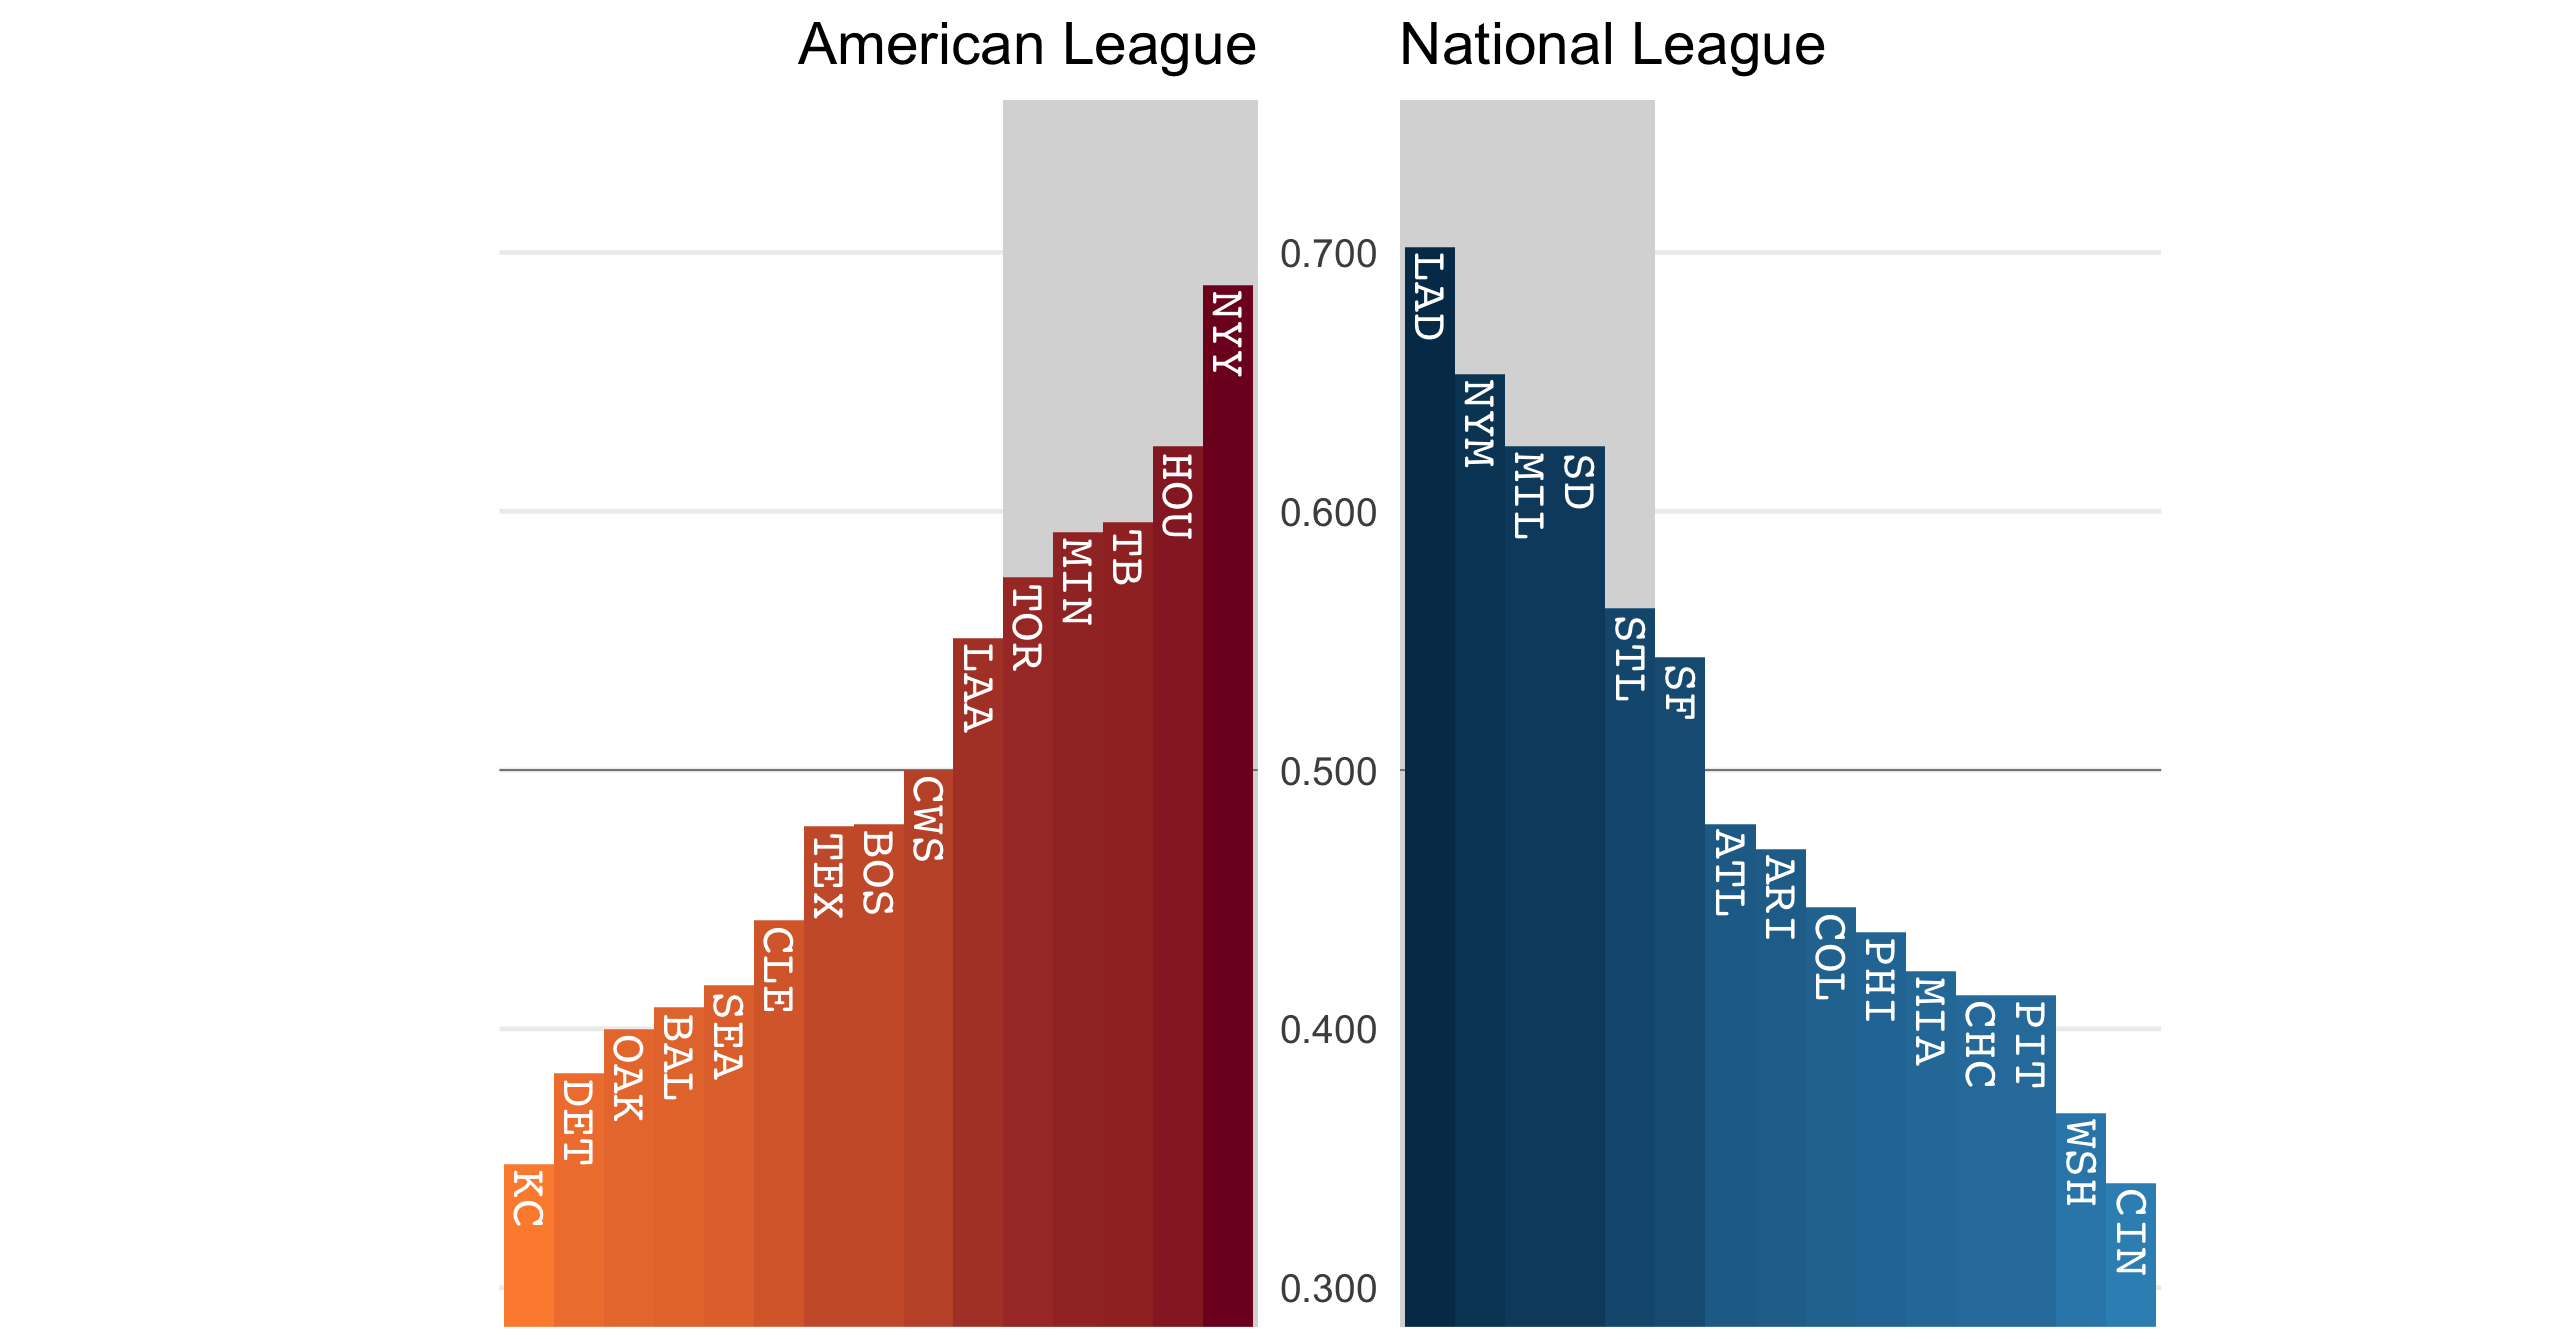 American League
National League
0.700
0.600
0.500
0.400
0.300
KC
DET
OAK
BAL
SEA
CLE
TEX
BOS
CWS
LAA
TOR
MIN
TB
HOU
NYY
LAD
NYM
MIL
SD
STL
SF
ATL
ARI
COL
PHI
MIA
CHC
PIT
WSH
CIN